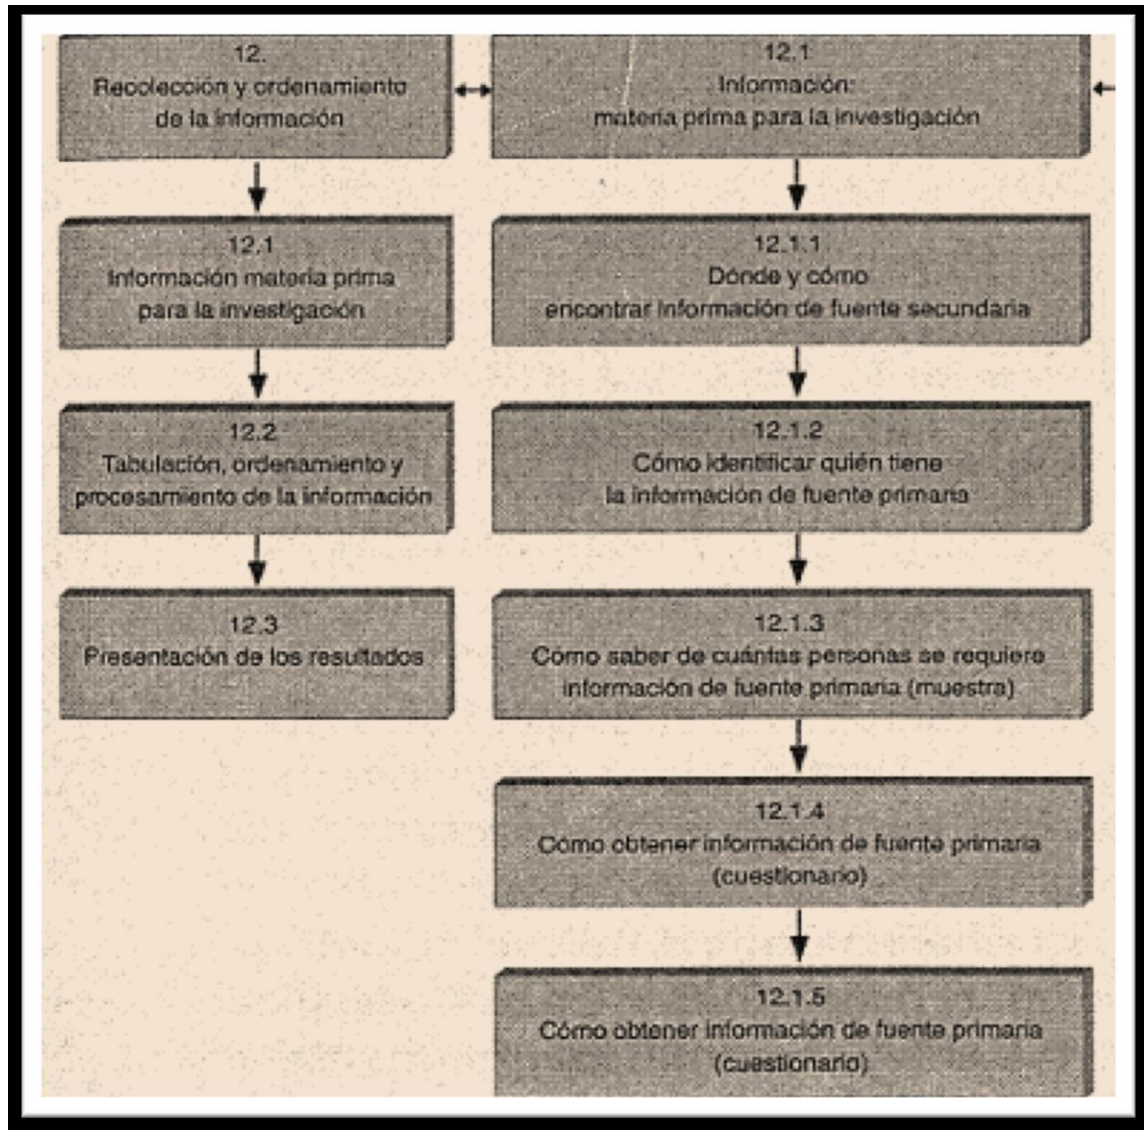 12.
Recolección y ordenamiento
de la información
12.1
Información materia prima
para la investigación
12.2
Tabulación, ordenamiento y
procesamiento de la información
12.3
Presentación de los resultados
12.1
Información:
materia prima para la investigación
12.1.1
Dónde y cómo
encontrar información de fuente secundaria
12.1.2
Cómo identificar quién tiene
la información de fuente primaria
12.1.3
Cómo saber de cuántas personas se requiere
información de fuente primaria (muestra)
12.1.4
Cómo obtener información de fuente primaria
(cuestionario)
12.1.5
Cómo obtener información de fuente primaria
(cuestionario)